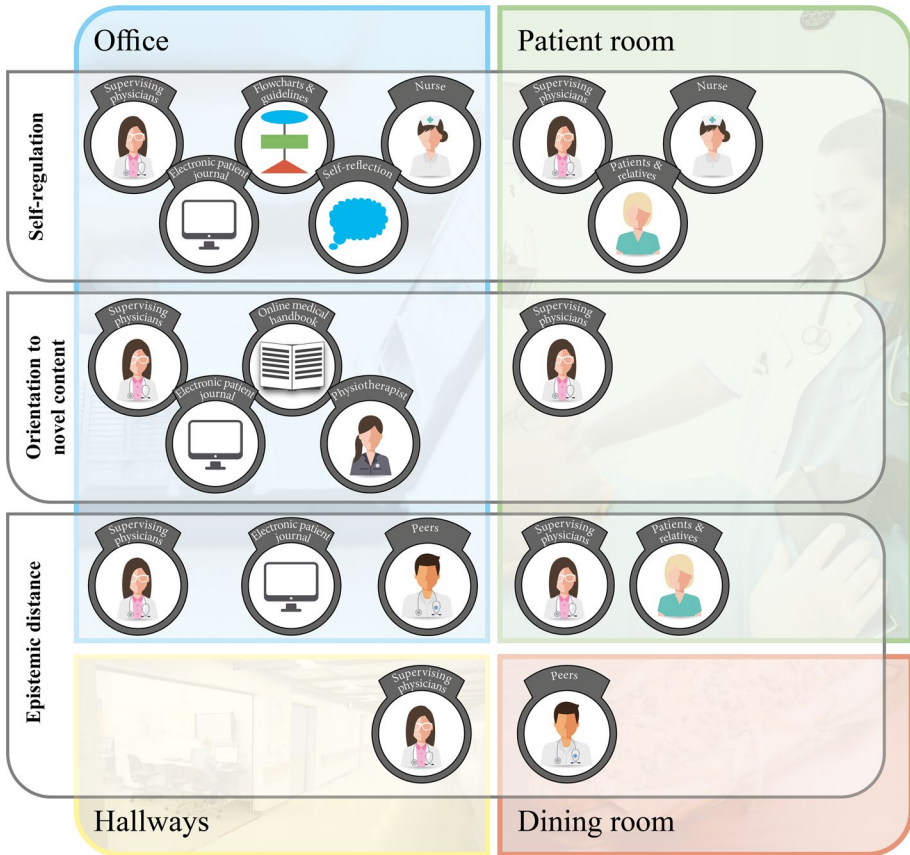 Office
Patient room
Self-regulation
Supervising
physicians
Flowcharts &
guidelines
Nurse
Electronic patient
journal
Self-reflection
Supervising
physicians
Nurse
Patients &
relatives
Orientation to
novel content
Supervising
physicians
Online medical
handbook
Electronic patient
journal
Physiotherapist
Supervising
physicians
Epistemic distance
Supervising
physicians
Electronic patient
journal
Peers
Supervising
physicians
Patients &
relatives
Supervising
physicians
Peers
Hallways
Dining room